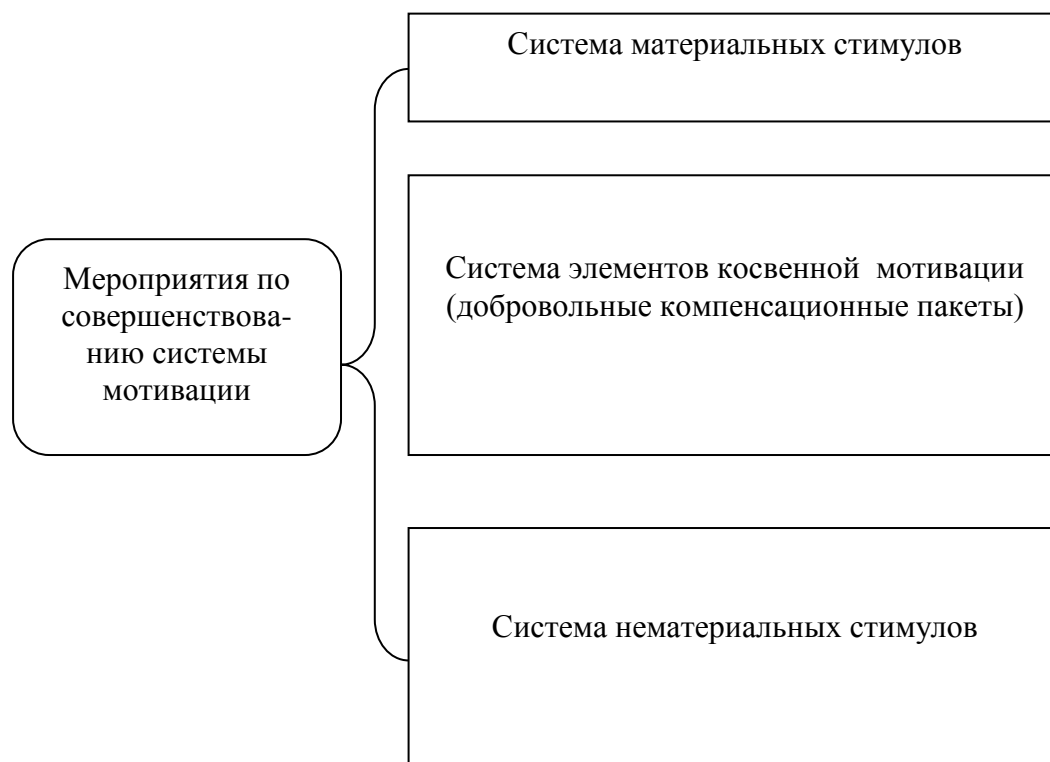 Система материальных стимулов
Мероприятия по
совершенствова-
нию системы
мотивации
Система элементов косвенной  мотивации
(добровольные компенсационные пакеты)
Система нематериальных стимулов